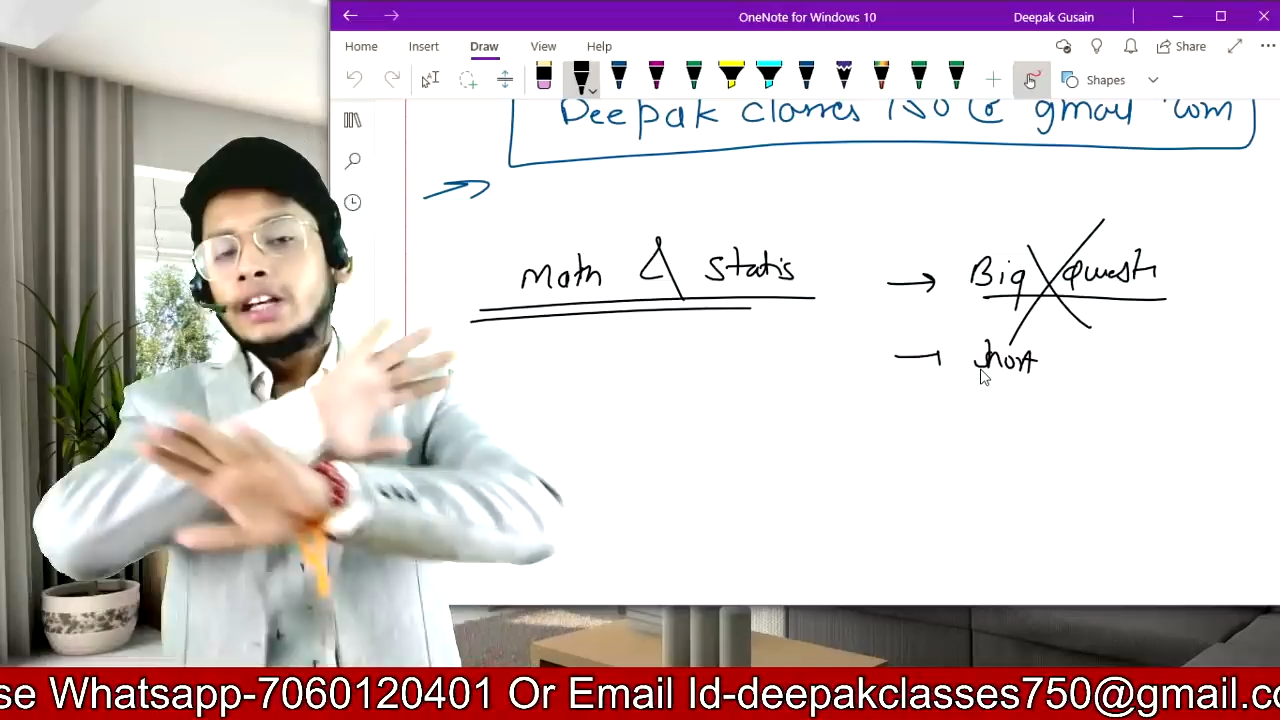 OneNote for Windows 10
Deepak Gusain
Home Insert Draw View Help Share
Shapes
Deepak classes 750 @ gmail .com
Math & Statis → Big Questi
→ short
se Whatsapp-7060120401 Or Email Id-deepakclasses750@gmail.c